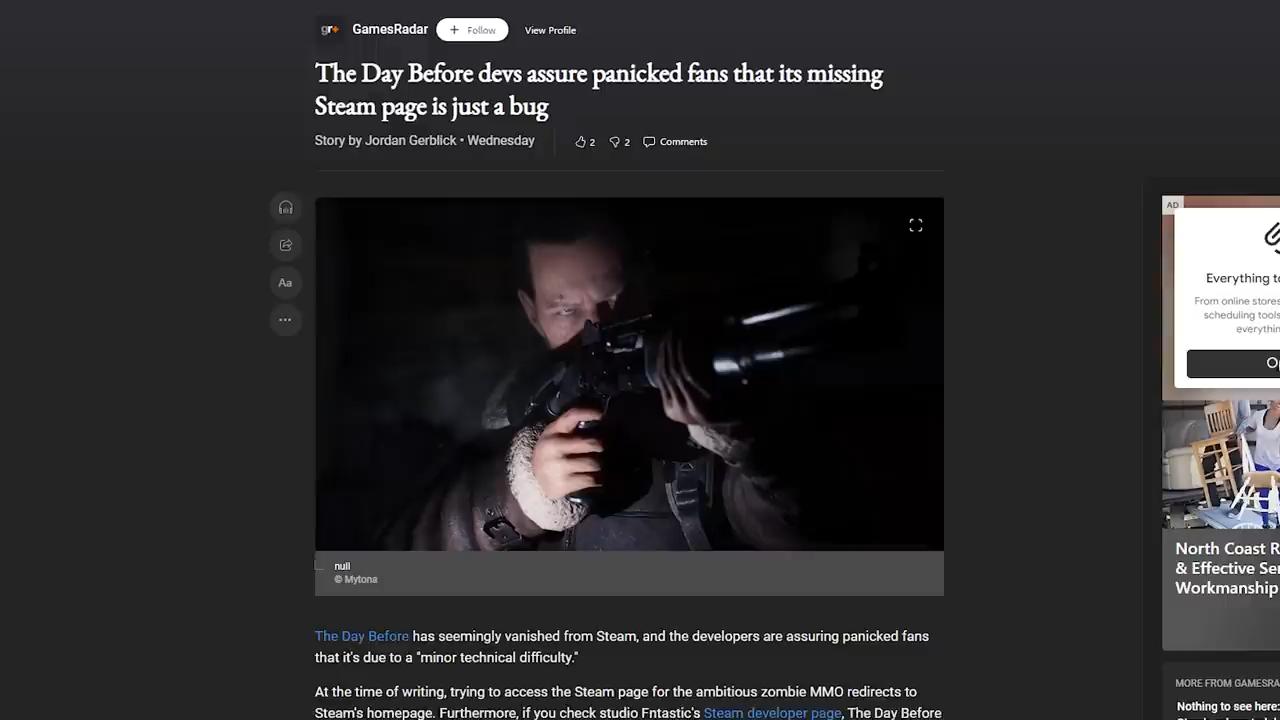 gr+ GamesRadar + Follow View Profile
The Day Before devs assure panicked fans that its missing
Steam page is just a bug
Story by Jordan Gerblick • Wednesday 2 2 Comments
Aa
null
© Mytona
The Day Before has seemingly vanished from Steam, and the developers are assuring panicked fans
that it's due to a "minor technical difficulty."
At the time of writing, trying to access the Steam page for the ambitious zombie MMO redirects to
Steam's homepage. Furthermore, if you check studio Fntastic's Steam developer page, The Day Before
AD
Everything to
From online stores
scheduling tools
everythin
O
North Coast R
& Effective Se
Workmanship
MORE FROM GAMESRA
Nothing to see here: